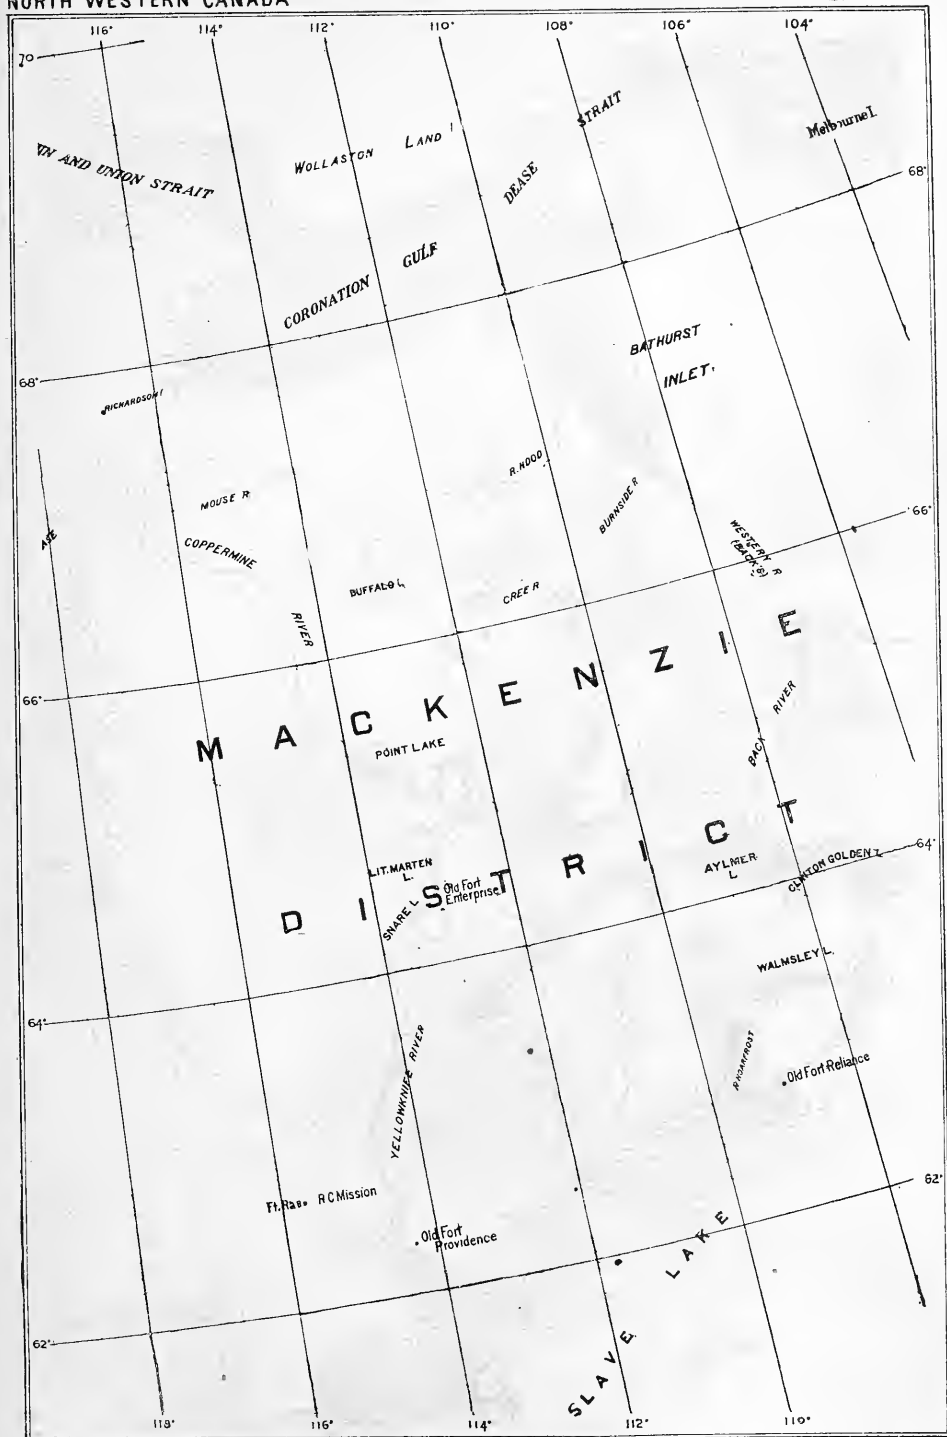 NORTH WESTERN CANADA
116° 114° 112° 110° 108° 106° 104°
70
STRAIT
Melbourne I.
WOLLASTON LAND
AND UNION STRAIT
DEASE
68°
GULF
CORONATION
BATHURST
INLET
68°
RICHARDSON
R. HOOD
MOUSE R
BURNSIDE R
66°
WESTERN R
(BACK'S)
ASE
COPPERMINE
BUFFALO L
CREE R
RIVER
MACKENZIE
66°
RIVER
POINT LAKE
BACK
DISTRICT
64°
LIT. MARTEN
L.
AYLMER
L
CLINTON GOLDEN L
Old Fort
Enterprise
SNARE L
WALMSLEY L.
64°
YELLOWKNIFE RIVER
R HOARFROST
Old Fort Reliance
62°
Ft. Rae R C Mission
Old Fort
Providence
SLAVE LAKE
62°
118° 116° 114° 112° 110°